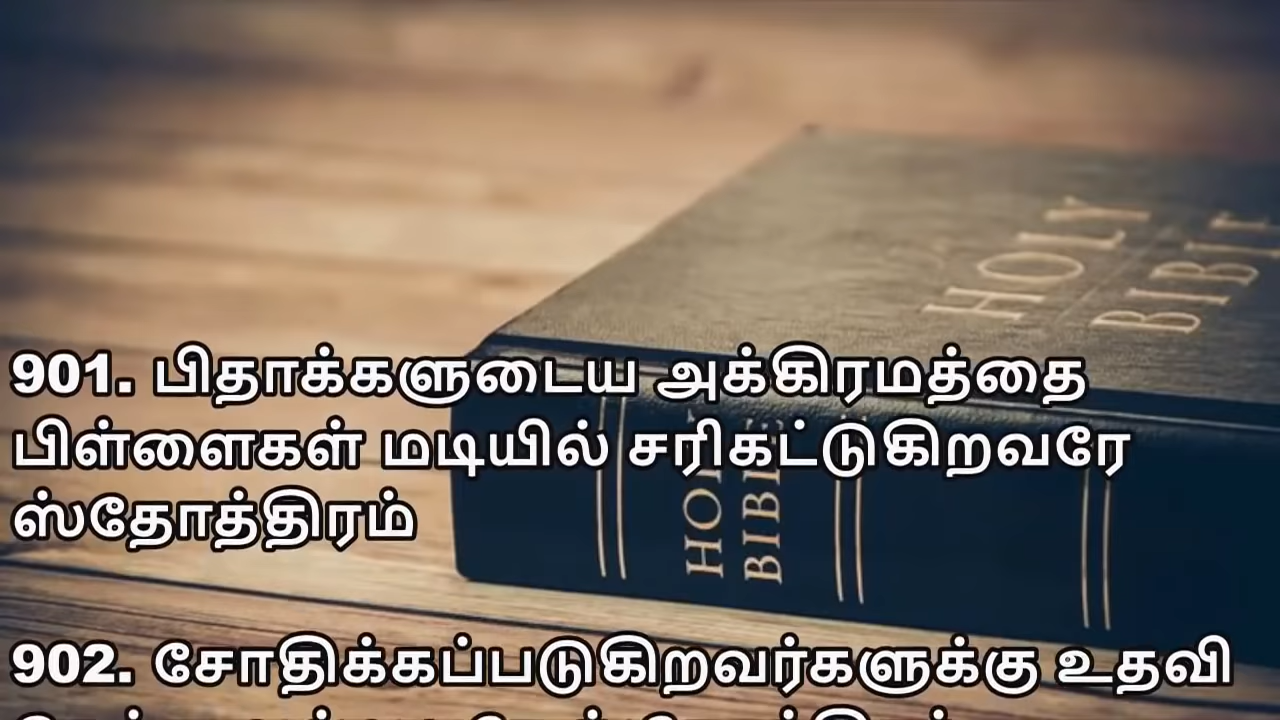 HOLY
BIBLE
901. பிதாக்களுடைய அக்கிரமத்தை
பிள்ளைகள் மடியில் சரிகட்டுகிறவரே
ஸ்தோத்திரம்
HOLY
BIBLE
902. சோதிக்கப்படுகிறவர்களுக்கு உதவி